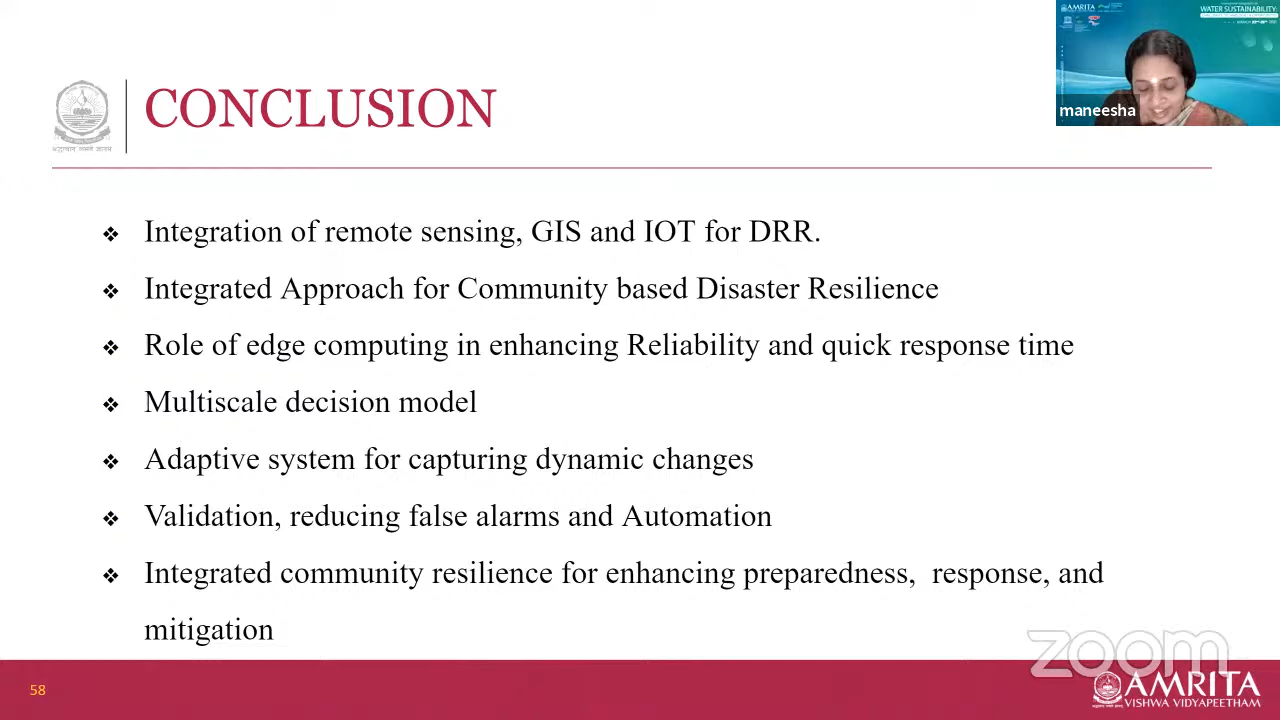 AMRITA
WATER SUSTAINABILITY:
maneesha
CONCLUSION
❖ Integration of remote sensing, GIS and IOT for DRR.
❖ Integrated Approach for Community based Disaster Resilience
❖ Role of edge computing in enhancing Reliability and quick response time
❖ Multiscale decision model
❖ Adaptive system for capturing dynamic changes
❖ Validation, reducing false alarms and Automation
❖ Integrated community resilience for enhancing preparedness, response, and
mitigation
zoom
58
AMRITA
VISHWA VIDYAPEETHAM